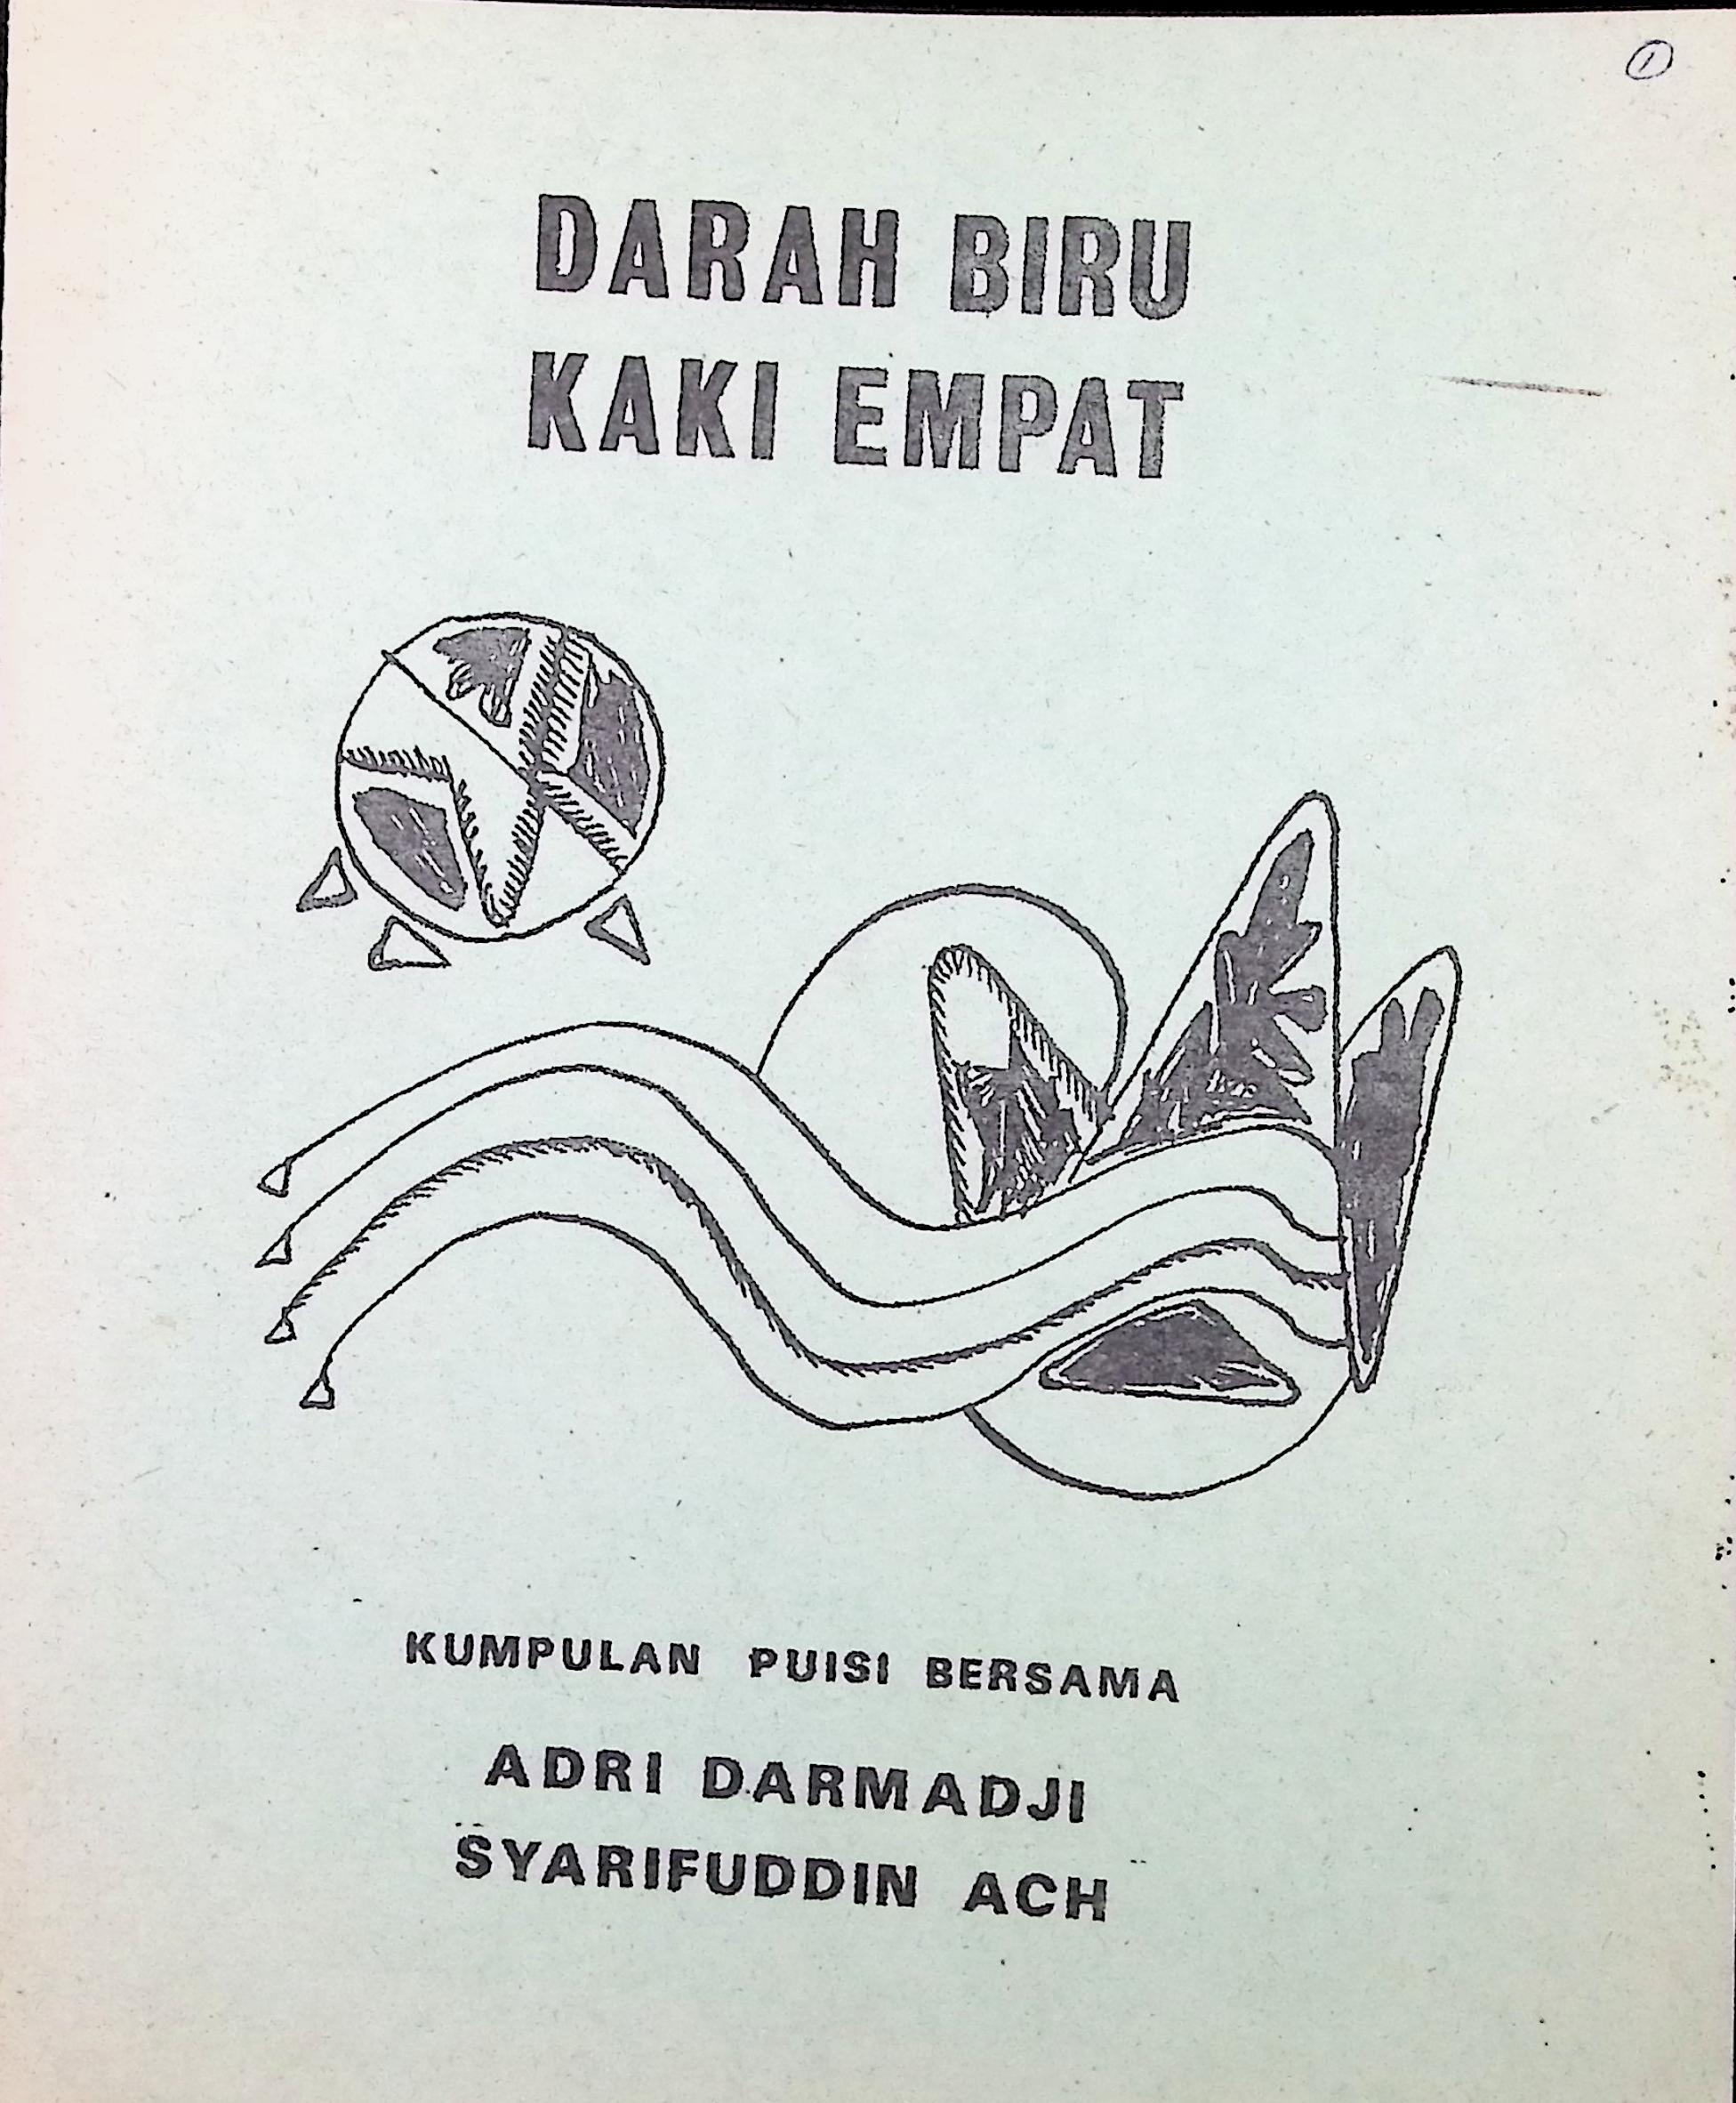 1
DARAH BIRU
KAKI EMPAT
KUMPULAN PUISI BERSAMA
ADRI DARMADJI
SYARIFUDDIN ACH